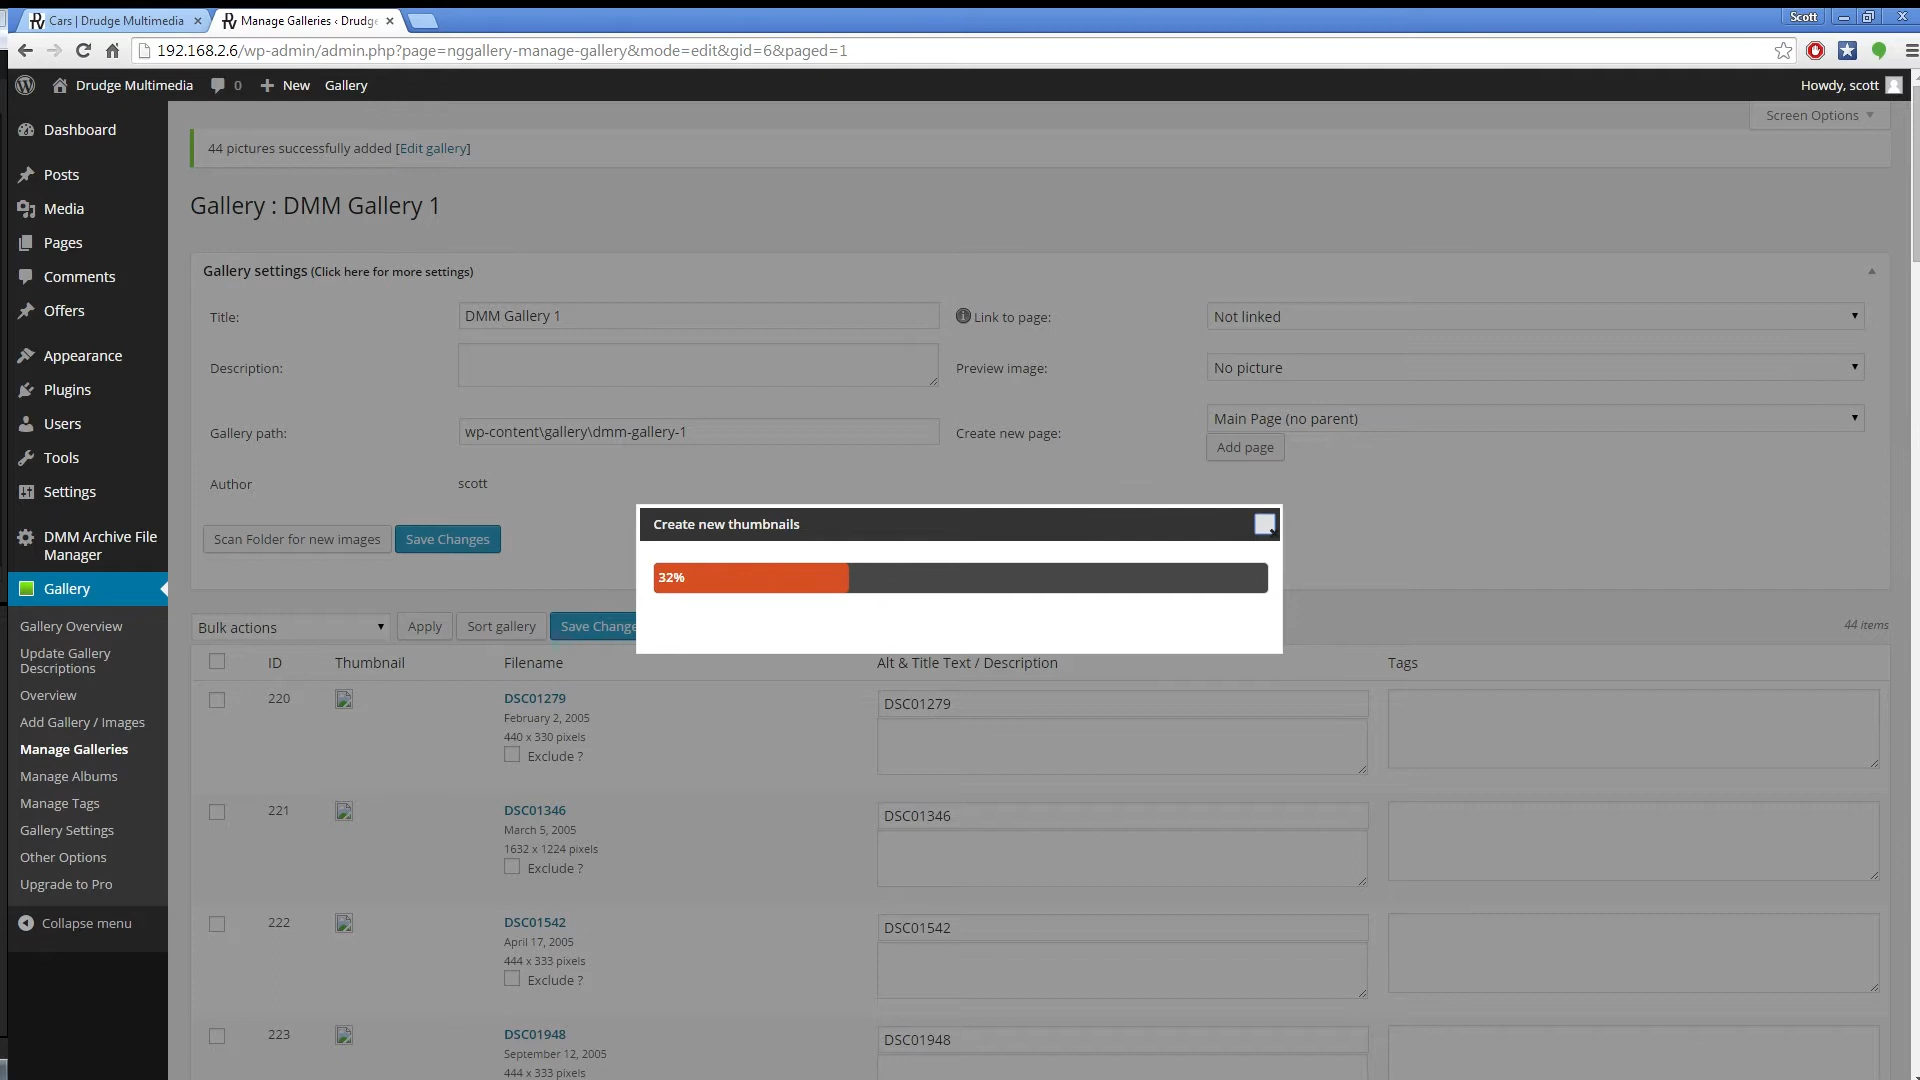 Cars | Drudge Multimedia
Manage Galleries ‹ Drudge
Scott
192.168.2.6/wp-admin/admin.php?page=nggallery-manage-gallery&mode=edit&gid=6&paged=1
Drudge Multimedia
0
New
Gallery
Howdy, scott
Screen Options
Dashboard
Posts
Media
Pages
Comments
Offers
Appearance
Plugins
Users
Tools
Settings
DMM Archive File
Manager
Gallery
Gallery Overview
Update Gallery
Descriptions
Overview
Add Gallery / Images
Manage Galleries
Manage Albums
Manage Tags
Gallery Settings
Other Options
Upgrade to Pro
Collapse menu
44 pictures successfully added [Edit gallery]
Gallery : DMM Gallery 1
Gallery settings (Click here for more settings)
Title:
DMM Gallery 1
Link to page:
Not linked
Description:
Preview image:
No picture
Gallery path:
wp-content\gallery\dmm-gallery-1
Create new page:
Main Page (no parent)
Add page
Author
scott
Scan Folder for new images
Save Changes
Create new thumbnails
32%
Bulk actions
Apply
Sort gallery
Save Change
44 items
ID
Thumbnail
Filename
Alt & Title Text / Description
Tags
220
DSC01279
February 2, 2005
440 x 330 pixels
Exclude ?
DSC01279
221
DSC01346
March 5, 2005
1632 x 1224 pixels
Exclude ?
DSC01346
222
DSC01542
April 17, 2005
444 x 333 pixels
Exclude ?
DSC01542
223
DSC01948
September 12, 2005
444 x 333 pixels
DSC01948